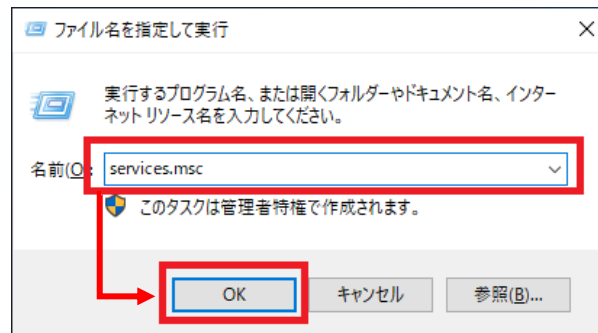 ファイル名を指定して実行
実行するプログラム名、または開くフォルダーやドキュメント名、インター
ネット リソース名を入力してください。
名前(O: services.msc
このタスクは管理者特権で作成されます。
OK キャンセル 参照(B)...